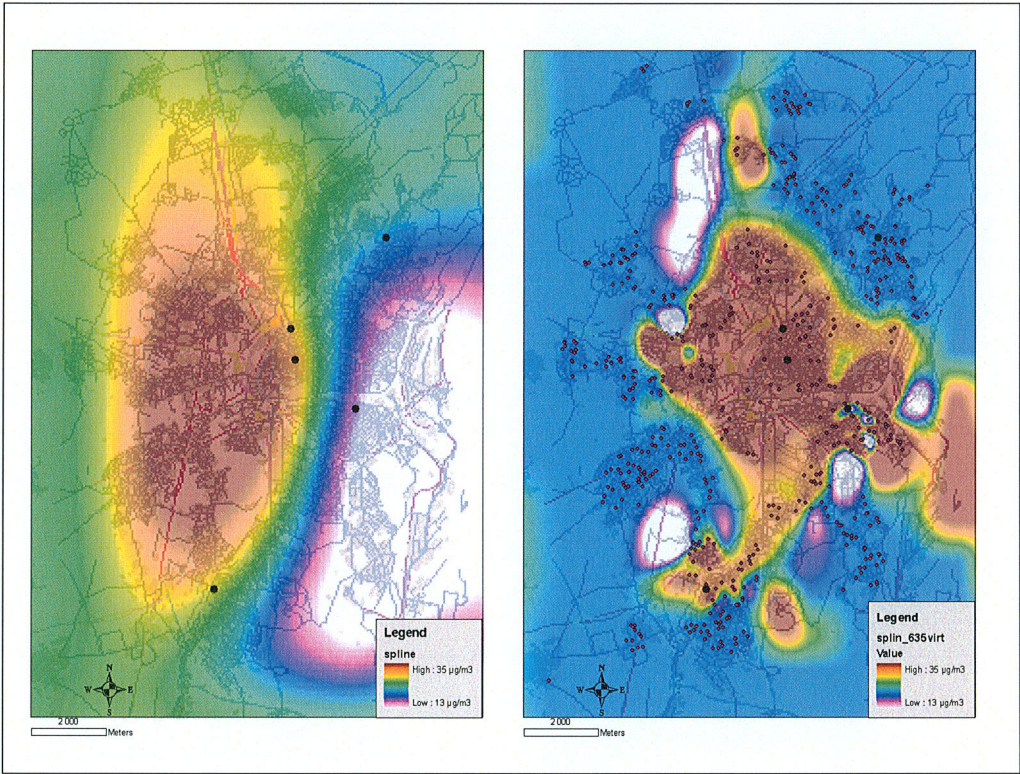 Legend
spline
High : 35 µg/m3
Low : 13 µg/m3
N
W E
S
2 000
Meters
Legend
splin_635virt
Value
High : 35 µg/m3
Low : 13 µg/m3
N
W E
S
2 000
Meters